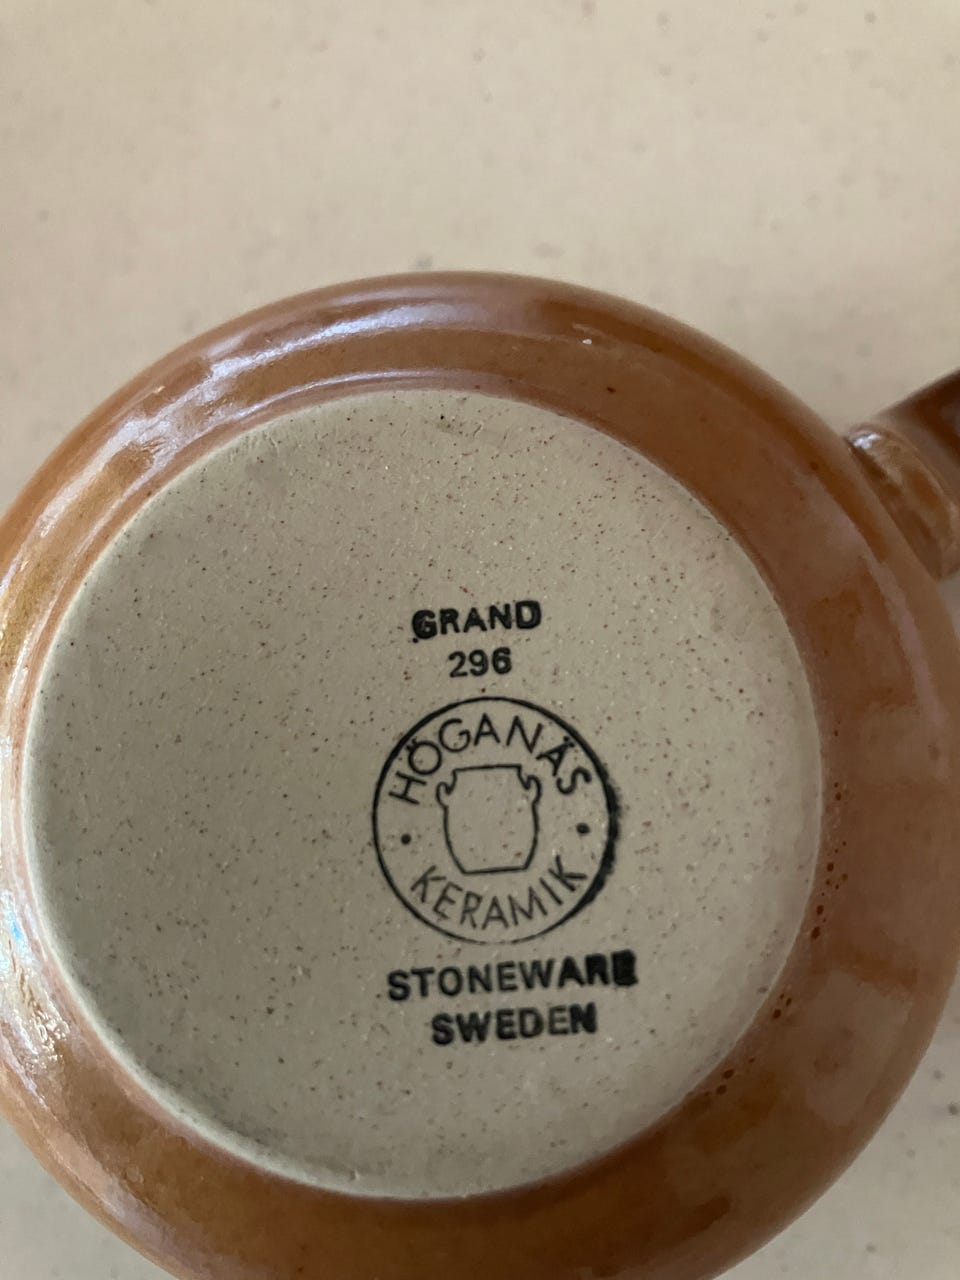 GRAND
296
HÖGANÄS
KERAMIK
STONEWARE
SWEDEN